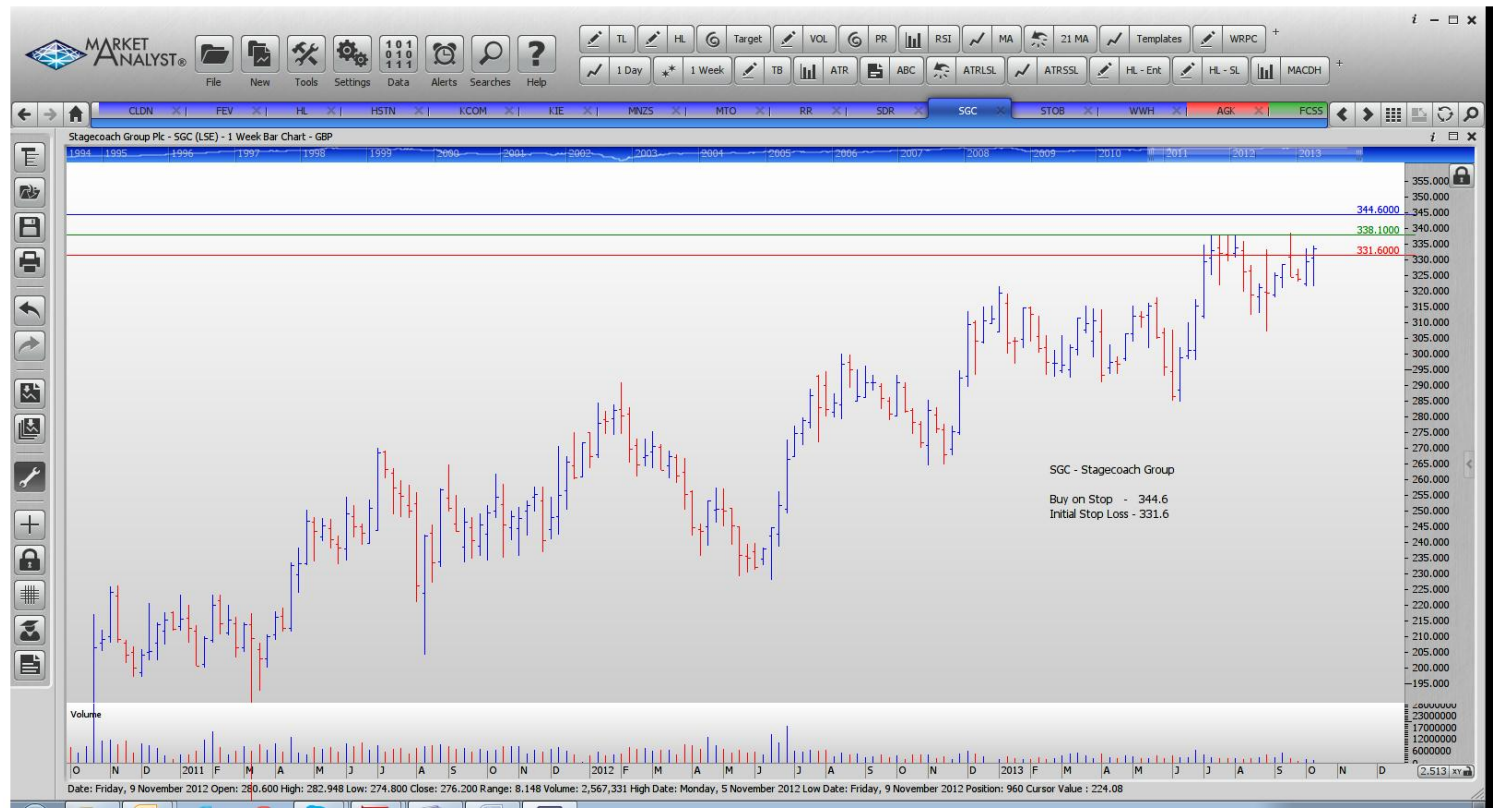 MARKET
ANALYST®
File New Tools Settings Data Alerts Searches Help
TL HL Target VOL PR RSI MA 21 MA Templates WRPC +
1 Day 1 Week TB ATR ABC ATRLSL ATRSSL HL - Ent HL - SL MACDH +
CLDN FEV HL HSTN KCOM KIE MNZS MTO RR SDR SGC STOB WWH AGK FCSS
Stagecoach Group Plc - SGC (LSE) - 1 Week Bar Chart - GBP
1994 1995 1996 1997 1998 1999 2000 2001 2002 2003 2004 2005 2006 2007 2008 2009 2010 2011 2012 2013
355.000
350.000
344.6000
345.000
338.1000
340.000
335.000
331.6000
330.000
325.000
320.000
315.000
310.000
305.000
300.000
295.000
290.000
285.000
280.000
275.000
270.000
265.000
260.000
255.000
250.000
245.000
240.000
235.000
230.000
225.000
220.000
215.000
210.000
205.000
200.000
195.000
SGC - Stagecoach Group
Buy on Stop - 344.6
Initial Stop Loss - 331.6
Volume
28000000
23000000
17000000
12000000
6000000
O N D 2011 F M A M J J A S O N D 2012 F M A M J J A S O N D 2013 F M A M J J A S O N D
2.513 XY
Date: Friday, 9 November 2012 Open: 280.600 High: 282.948 Low: 274.800 Close: 276.200 Range: 8.148 Volume: 2,567,331 High Date: Monday, 5 November 2012 Low Date: Friday, 9 November 2012 Position: 960 Cursor Value : 224.08